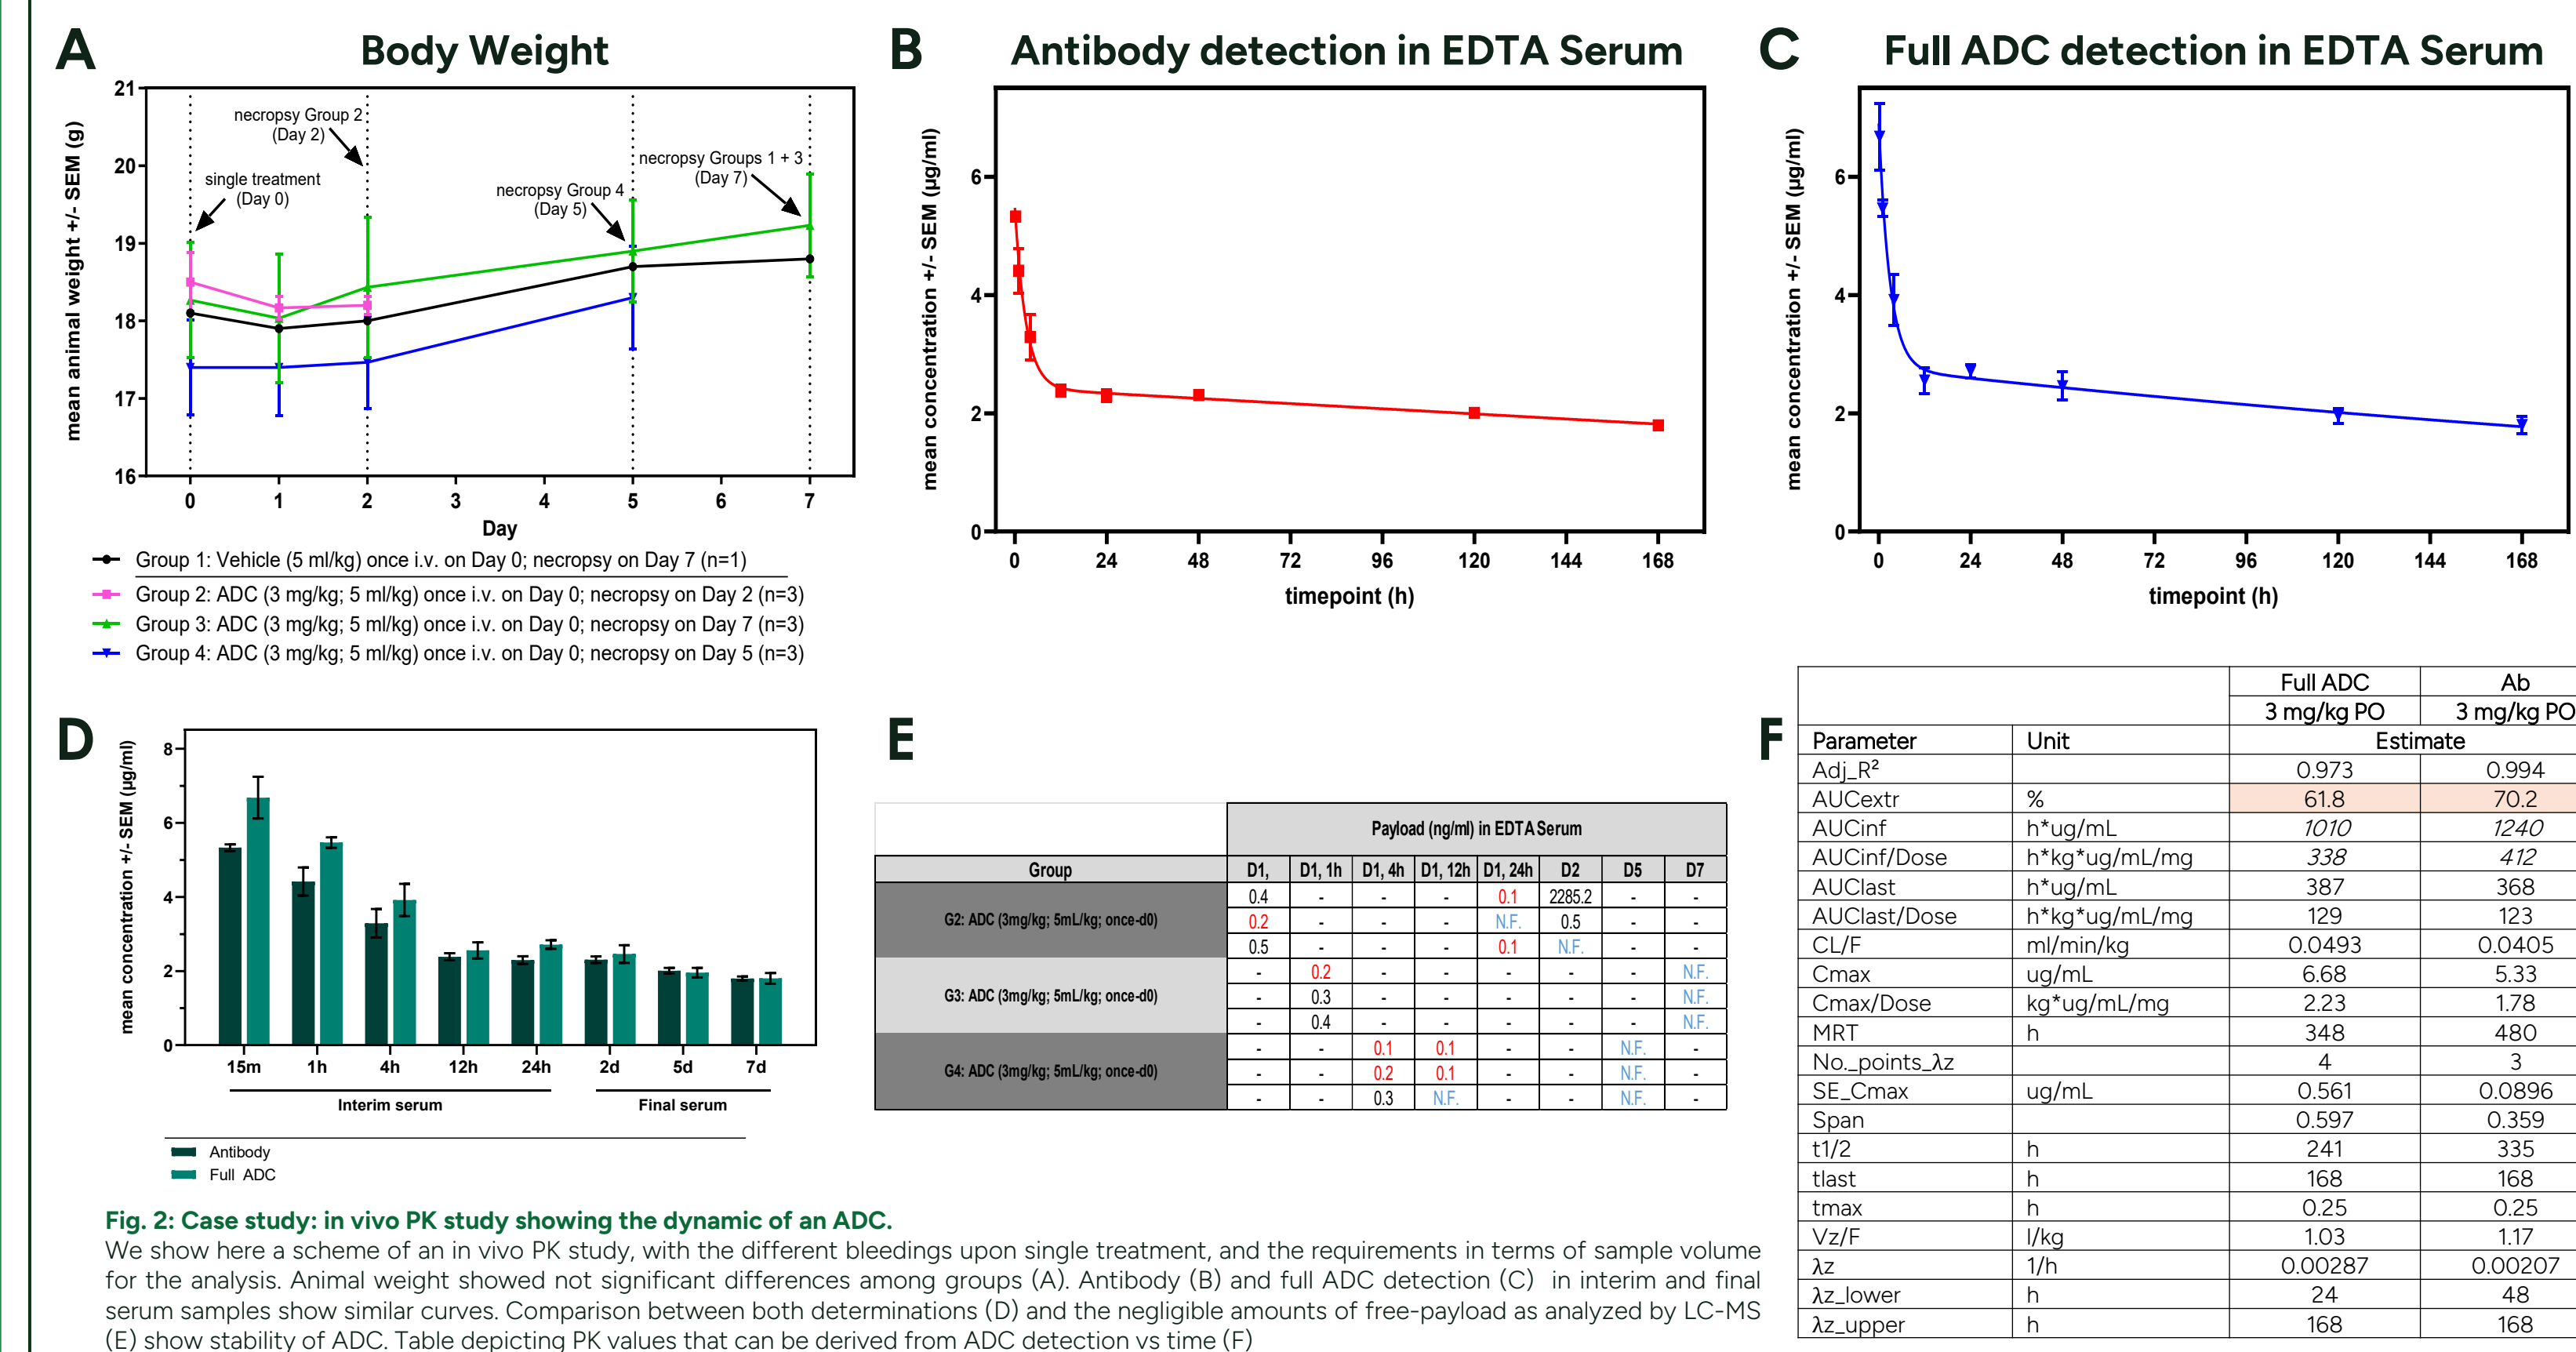 A
Body Weight
21
20
19
18
17
16
mean animal weight +/- SEM (g)
single treatment
(Day 0)
necropsy Group 2
(Day 2)
necropsy Group 4
(Day 5)
necropsy Groups 1 + 3
(Day 7)
0 1 2 3 4 5 6 7
Day
Group 1: Vehicle (5 ml/kg) once i.v. on Day 0; necropsy on Day 7 (n=1)
Group 2: ADC (3 mg/kg; 5 ml/kg) once i.v. on Day 0; necropsy on Day 2 (n=3)
Group 3: ADC (3 mg/kg; 5 ml/kg) once i.v. on Day 0; necropsy on Day 7 (n=3)
Group 4: ADC (3 mg/kg; 5 ml/kg) once i.v. on Day 0; necropsy on Day 5 (n=3)
B
Antibody detection in EDTA Serum
mean concentration +/- SEM (µg/ml)
6
4
2
0
0 24 48 72 96 120 144 168
timepoint (h)
C
Full ADC detection in EDTA Serum
mean concentration +/- SEM (µg/ml)
6
4
2
0
0 24 48 72 96 120 144 168
timepoint (h)
D
mean concentration +/- SEM (µg/ml)
8
6
4
2
0
15m 1h 4h 12h 24h 2d 5d 7d
Interim serum Final serum
Antibody
Full ADC
E
Payload (ng/ml) in EDTA Serum
Group D1, D1, 1h D1, 4h D1, 12h D1, 24h D2 D5 D7
G2: ADC (3mg/kg; 5mL/kg; once-d0)
0.4 - - - 0.1 2285.2 - -
0.2 - - - N.F. 0.5 - -
0.5 - - - 0.1 N.F. - -
G3: ADC (3mg/kg; 5mL/kg; once-d0)
- 0.2 - - - - - N.F.
- 0.3 - - - - - N.F.
- 0.4 - - - - - N.F.
G4: ADC (3mg/kg; 5mL/kg; once-d0)
- - 0.1 0.1 - - N.F. -
- - 0.2 0.1 - - N.F. -
- - 0.3 N.F. - - N.F. -
F
Full ADC Ab
3 mg/kg PO 3 mg/kg PO
Parameter Unit Estimate
Adj_R² 0.973 0.994
AUCextr % 61.8 70.2
AUCinf h*ug/mL 1010 1240
AUCinf/Dose h*kg*ug/mL/mg 338 412
AUClast h*ug/mL 387 368
AUClast/Dose h*kg*ug/mL/mg 129 123
CL/F ml/min/kg 0.0493 0.0405
Cmax ug/mL 6.68 5.33
Cmax/Dose kg*ug/mL/mg 2.23 1.78
MRT h 348 480
No._points_λz 4 3
SE_Cmax ug/mL 0.561 0.0896
Span 0.597 0.359
t1/2 h 241 335
tlast h 168 168
tmax h 0.25 0.25
Vz/F l/kg 1.03 1.17
λz 1/h 0.00287 0.00207
λz_lower h 24 48
λz_upper h 168 168
Fig. 2: Case study: in vivo PK study showing the dynamic of an ADC.
We show here a scheme of an in vivo PK study, with the different bleedings upon single treatment, and the requirements in terms of sample volume
for the analysis. Animal weight showed not significant differences among groups (A). Antibody (B) and full ADC detection (C) in interim and final
serum samples show similar curves. Comparison between both determinations (D) and the negligible amounts of free-payload as analyzed by LC-MS
(E) show stability of ADC. Table depicting PK values that can be derived from ADC detection vs time (F)